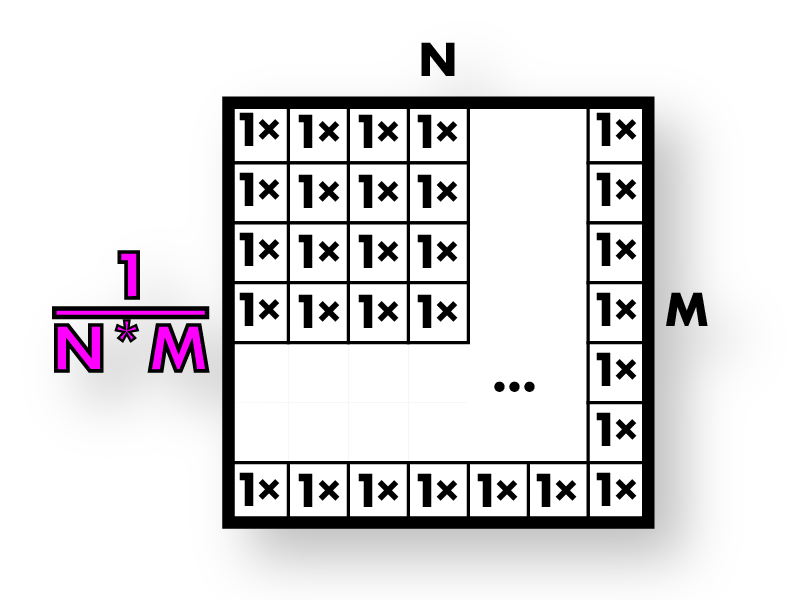 N
1× 1× 1× 1× 1×
1× 1× 1× 1× 1×
1× 1× 1× 1× 1×
1× 1× 1× 1× 1×
1
N*M
M
... 1×
1×
1× 1× 1× 1× 1× 1× 1×